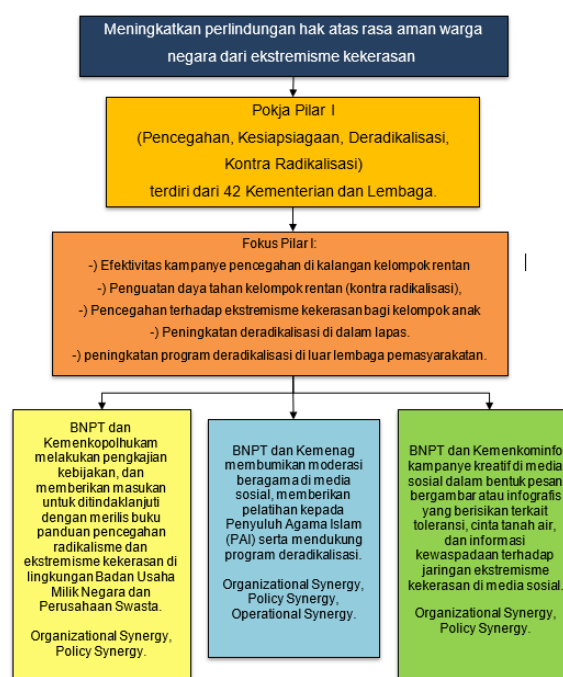 Meningkatkan perlindungan hak atas rasa aman warga
negara dari ekstremisme kekerasan
Pokja Pilar I
(Pencegahan, Kesiapsiagaan, Deradikalisasi,
Kontra Radikalisasi)
terdiri dari 42 Kementerian dan Lembaga.
Fokus Pilar I:
-) Efektivitas kampanye pencegahan di kalangan kelompok rentan
-) Penguatan daya tahan kelompok rentan (kontra radikalisasi),
-) Pencegahan terhadap ekstremisme kekerasan bagi kelompok anak
-) Peningkatan deradikalisasi di dalam lapas.
-) peningkatan program deradikalisasi di luar lembaga pemasyarakatan.
BNPT dan
Kemenkopolhukam
melakukan pengkajian
kebijakan, dan
memberikan masukan
untuk ditindaklanjuti
dengan merilis buku
panduan pencegahan
radikalisme dan
ekstremisme kekerasan di
lingkungan Badan Usaha
Milik Negara dan
Perusahaan Swasta.
Organizational Synergy,
Policy Synergy.
BNPT dan Kemenag
membumikan moderasi
beragama di media
sosial, memberikan
pelatihan kepada
Penyuluh Agama Islam
(PAI) serta mendukung
program deradikalisasi.
Organizational Synergy,
Policy Synergy,
Operational Synergy.
BNPT dan Kemenkominfo
kampanye kreatif di media
sosial dalam bentuk pesan
bergambar atau infografis
yang berisikan terkait
toleransi, cinta tanah air,
dan informasi
kewaspadaan terhadap
jaringan ekstremisme
kekerasan di media sosial.
Organizational Synergy,
Policy Synergy.